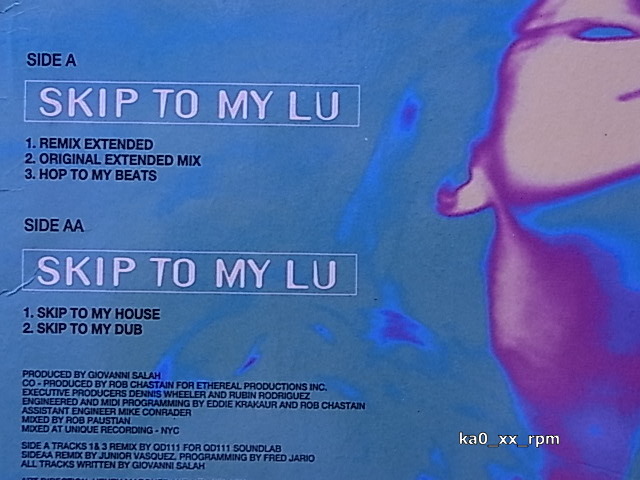 SIDE A
SKIP TO MY LU
1. REMIX EXTENDED
2. ORIGINAL EXTENDED MIX
3. HOP TO MY BEATS
SIDE AA
SKIP TO MY LU
1. SKIP TO MY HOUSE
2. SKIP TO MY DUB
PRODUCED BY GIOVANNI SALAH
CO - PRODUCED BY ROB CHASTAIN FOR ETHEREAL PRODUCTIONS INC.
EXECUTIVE PRODUCERS DENNIS WHEELER AND RUBIN RODRIGUEZ
ENGINEERED AND MIDI PROGRAMMING BY EDDIE KRAKAUR AND ROB CHASTAIN
ASSISTANT ENGINEER MIKE CONRADER
MIXED BY ROB PAUSTIAN
MIXED AT UNIQUE RECORDING - NYC
SIDE A TRACKS 1& 3 REMIX BY QD111 FOR QD111 SOUNDLAB
SIDEAA REMIX BY JUNIOR VASQUEZ. PROGRAMMING BY FRED JARIO
ALL TRACKS WRITTEN BY GIOVANNI SALAH
ka0_xx_rpm